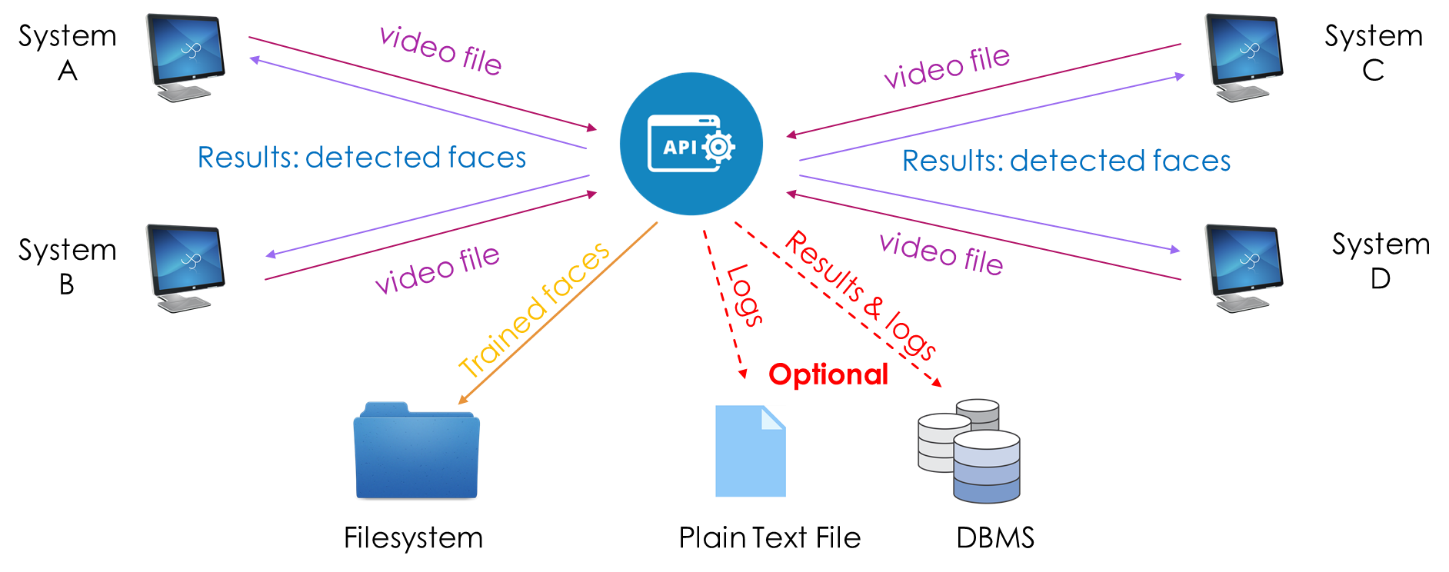 System
A
video file
video file
System
C
API
Results: detected faces
Results: detected faces
System
B
video file
video file
System
D
Trained faces
Logs
Results & logs
Optional
Filesystem
Plain Text File
DBMS